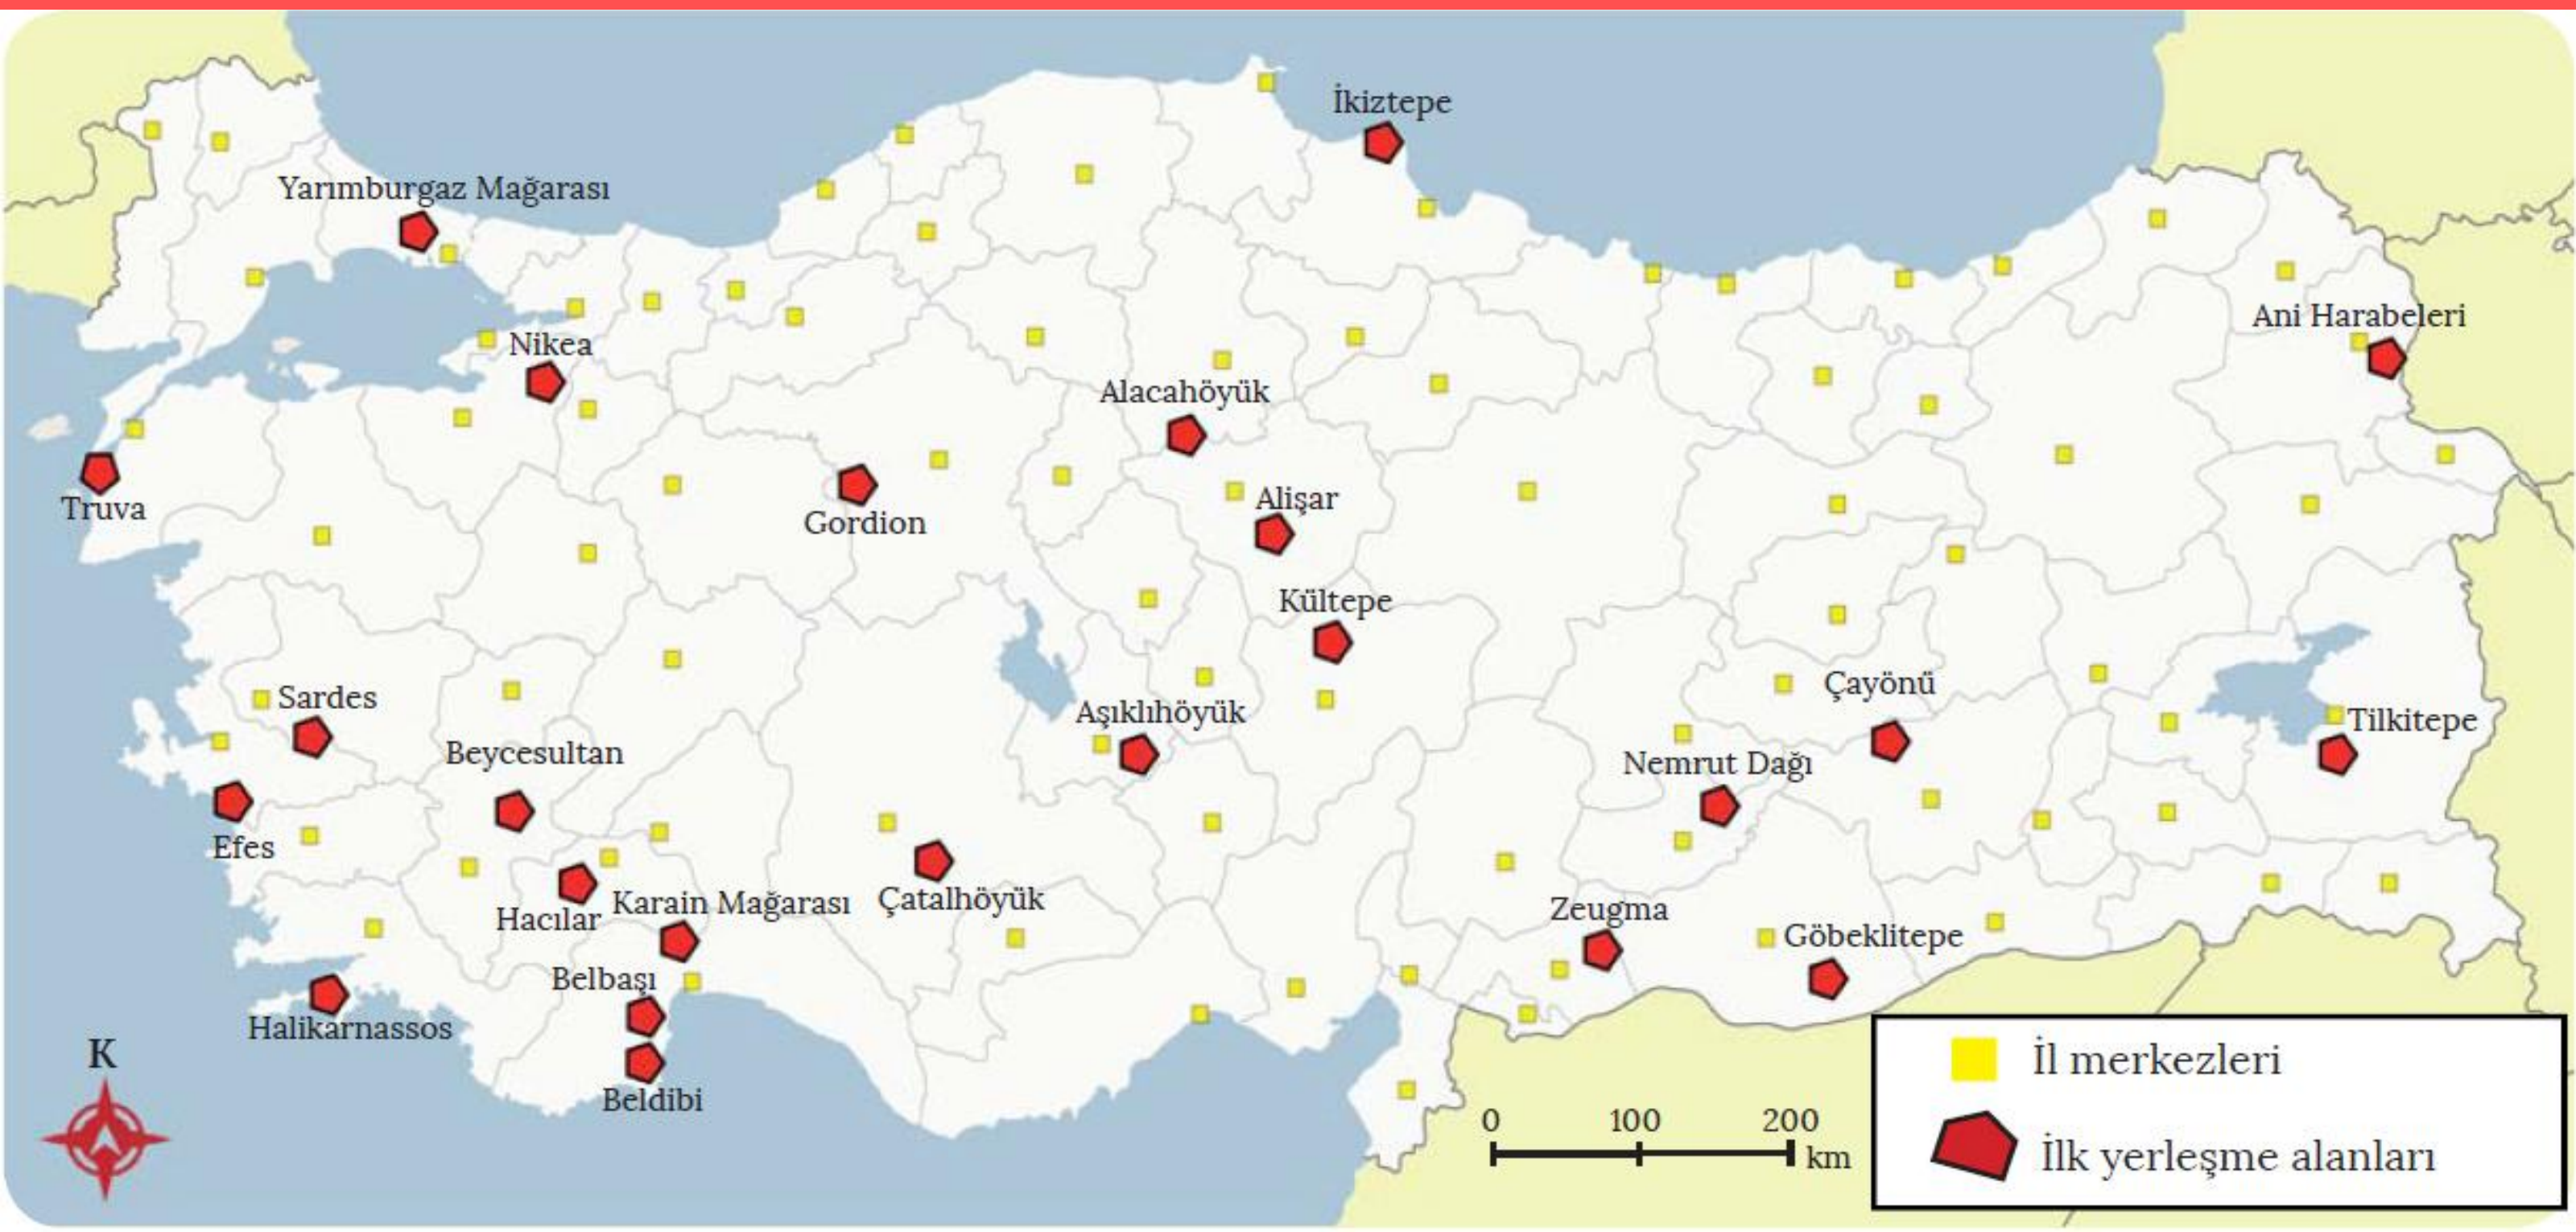 İkiztepe
Yarımburgaz Mağarası
Ani Harabeleri
Nikea
Alacahöyük
Truva
Gordion
Alişar
Kültepe
Sardes
Çayönü
Aşıklıhöyük
Tilkitepe
Beycesultan
Nemrut Dağı
Efes
Hacılar
Karain Mağarası
Çatalhöyük
Zeugma
Göbeklitepe
Belbaşı
Halikarnassos
Beldibi
K
0 100 200
km
İl merkezleri
İlk yerleşme alanları